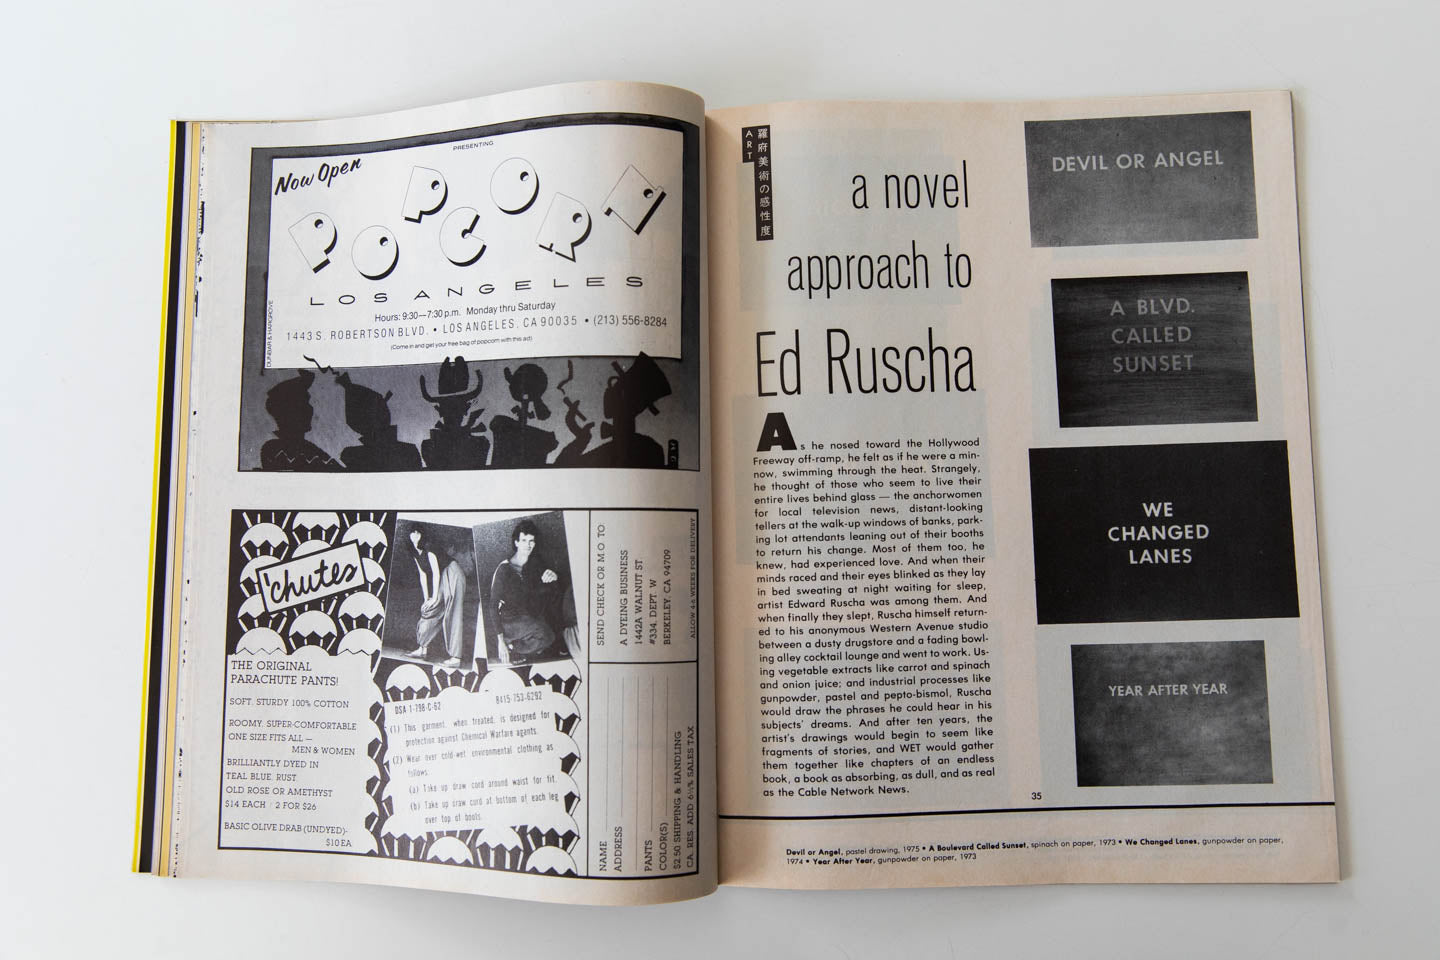 PRESENTING
Now Open
POPCORN
LOS ANGELES
Hours: 9:30—7:30 p.m. Monday thru Saturday
1443 S. ROBERTSON BLVD. • LOS ANGELES, CA 90035 • (213) 556-8284
(Come in and get your free bag of popcorn with this ad)
DUNBAR & HARGROVE
'chutes
THE ORIGINAL
PARACHUTE PANTS!
SOFT. STURDY 100% COTTON
ROOMY. SUPER-COMFORTABLE
ONE SIZE FITS ALL —
MEN & WOMEN
BRILLIANTLY DYED IN
TEAL BLUE. RUST.
OLD ROSE OR AMETHYST
$14 EACH / 2 FOR $26
BASIC OLIVE DRAB (UNDYED)-
$10 EA.
DSA 1-798-C-62
8415-753-6292
(1) This garment, when treated, is designed for
protection against Chemical Warfare agents.
(2) Wear over cold-wet environmental clothing as
follows.
(a) Take up draw cord around waist for fit.
(b) Take up draw cord at bottom of each leg
over top of boots.
SEND CHECK OR M.O. TO
A DYEING BUSINESS
1442A WALNUT ST
#334, DEPT. W
BERKELEY, CA 94709
ALLOW 4-6 WEEKS FOR DELIVERY
NAME
ADDRESS
PANTS
COLOR(S)
$2.50 SHIPPING & HANDLING
CA. RES. ADD 6½% SALES TAX
ART
羅府美術の感性度
a novel
approach to
Ed Ruscha
As he nosed toward the Hollywood
Freeway off-ramp, he felt as if he were a min-
now, swimming through the heat. Strangely,
he thought of those who seem to live their
entire lives behind glass — the anchorwomen
for local television news, distant-looking
tellers at the walk-up windows of banks, park-
ing lot attendants leaning out of their booths
to return his change. Most of them too, he
knew, had experienced love. And when their
minds raced and their eyes blinked as they lay
in bed sweating at night waiting for sleep,
artist Edward Ruscha was among them. And
when finally they slept, Ruscha himself return-
ed to his anonymous Western Avenue studio
between a dusty drugstore and a fading bowl-
ing alley cocktail lounge and went to work. Us-
ing vegetable extracts like carrot and spinach
and onion juice; and industrial processes like
gunpowder, pastel and pepto-bismol, Ruscha
would draw the phrases he could hear in his
subjects' dreams. And after ten years, the
artist's drawings would begin to seem like
fragments of stories, and WET would gather
them together like chapters of an endless
book, a book as absorbing, as dull, and as real
as the Cable Network News.
DEVIL OR ANGEL
A BLVD.
CALLED
SUNSET
WE
CHANGED
LANES
YEAR AFTER YEAR
35
Devil or Angel, pastel drawing, 1975 • A Boulevard Called Sunset, spinach on paper, 1973 • We Changed Lanes, gunpowder on paper,
1974 • Year After Year, gunpowder on paper, 1973